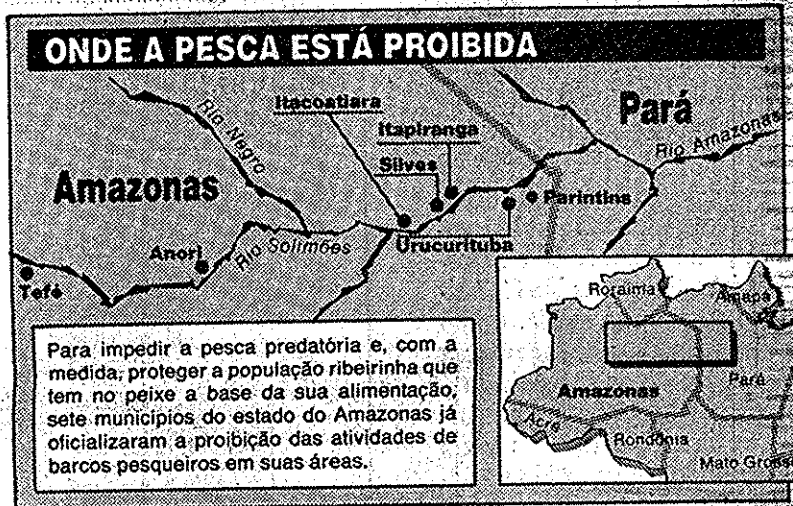 ONDE A PESCA ESTÁ PROIBIDA
Rio Negro
Itacoatiara
Itapiranga
Silves
Pará
Rio Amazonas
Amazonas
Parintins
Urucurituba
Anori
Rio Solimões
Tefé
Para impedir a pesca predatória e, com a
medida, proteger a população ribeirinha que
tem no peixe a base da sua alimentação,
sete municípios do estado do Amazonas já
oficializaram a proibição das atividades de
barcos pesqueiros em suas áreas.
Roraima
Amapá
Amazonas
Pará
Acre
Rondônia
Mato Gross